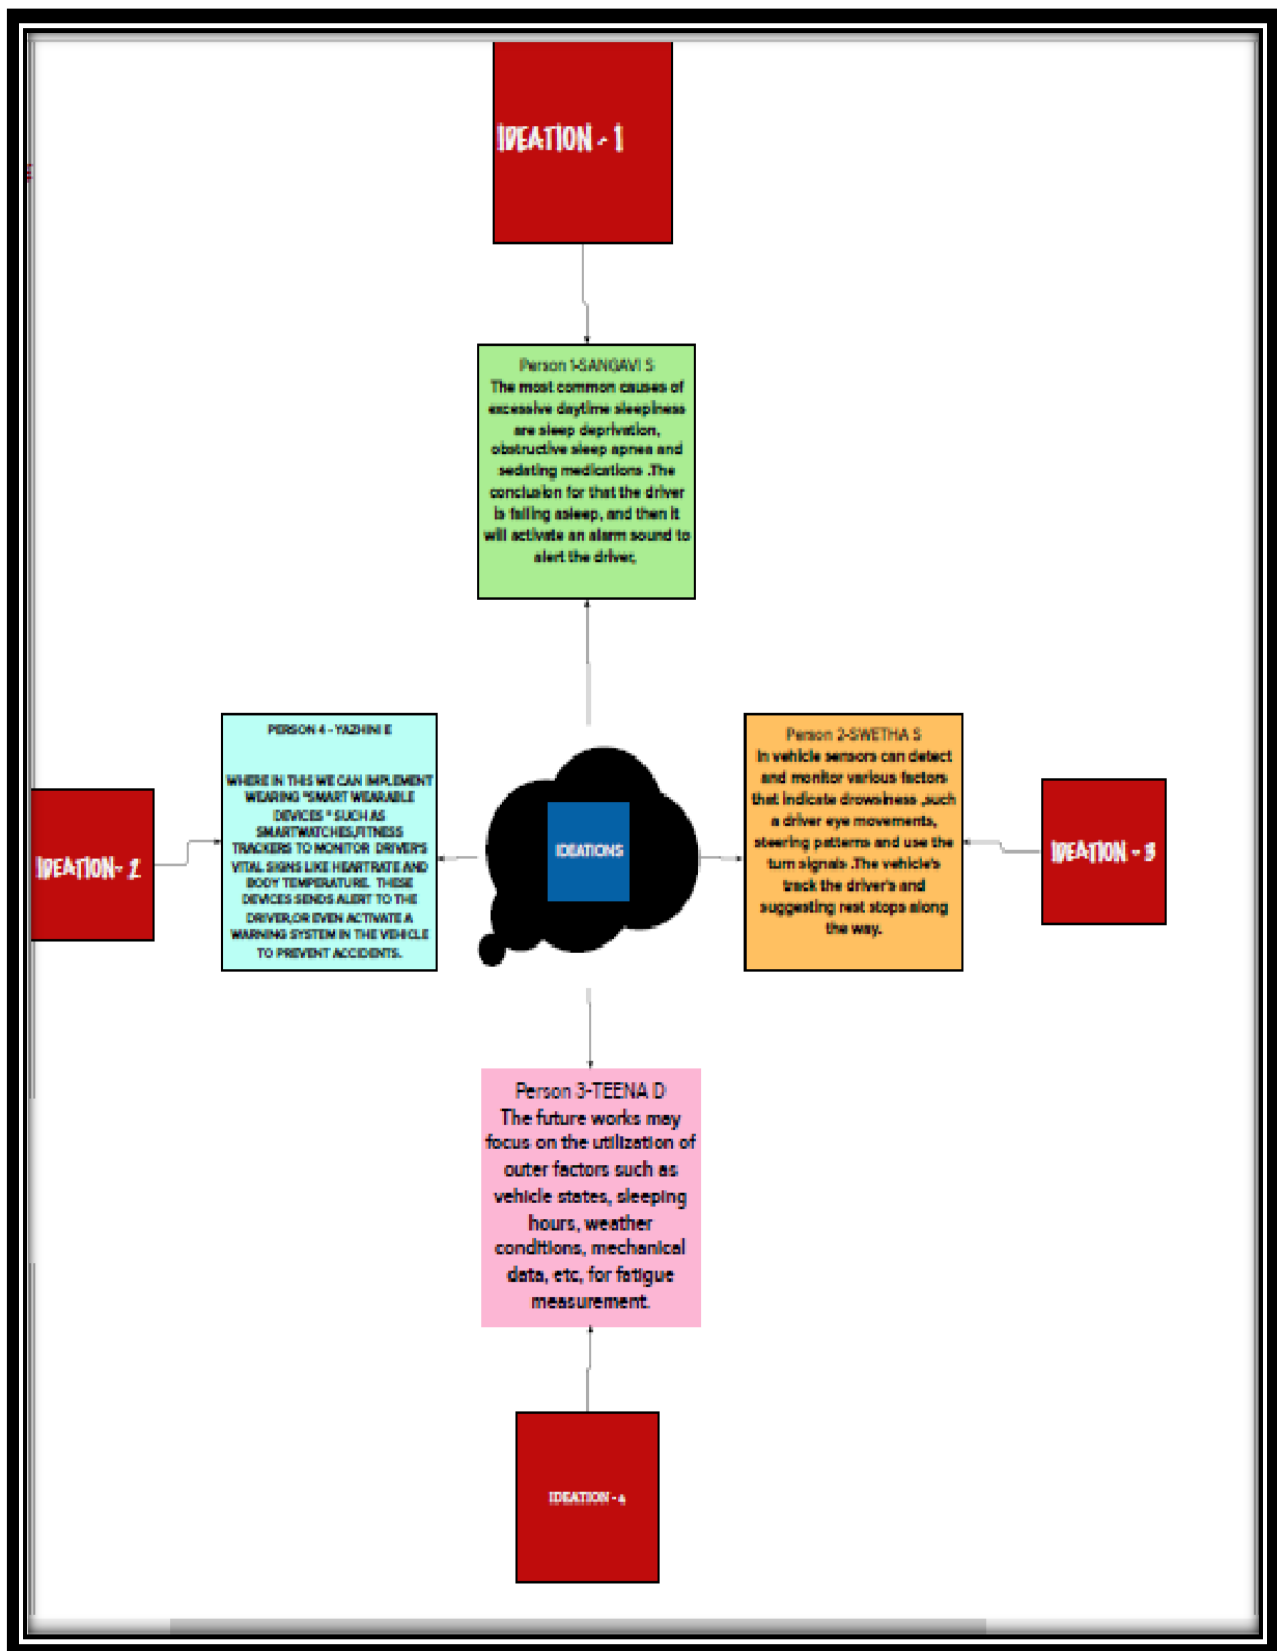 IDEATION - 1
Person 1-SANGAVI S
The most common causes of
excessive daytime sleepiness
are sleep deprivation,
obstructive sleep apnea and
sedating medications .The
conclusion for that the driver
is falling asleep, and then it
will activate an alarm sound to
alert the driver,
PERSON 4 - YAZHINI E
WHERE IN THIS WE CAN IMPLEMENT
WEARING "SMART WEARABLE
DEVICES " SUCH AS
SMARTWATCHES,FITNESS
TRACKERS TO MONITOR DRIVER'S
VITAL SIGNS LIKE HEARTRATE AND
BODY TEMPERATURE. THESE
DEVICES SENDS ALERT TO THE
DRIVER,OR EVEN ACTIVATE A
WARNING SYSTEM IN THE VEHICLE
TO PREVENT ACCIDENTS.
IDEATION- 2
IDEATIONS
Person 2-SWETHA S
In vehicle sensors can detect
and monitor various factors
that indicate drowsiness ,such
a driver eye movements,
steering patterns and use the
turn signals .The vehicle's
track the driver's and
suggesting rest stops along
the way.
IDEATION - 3
Person 3-TEENA D
The future works may
focus on the utilization of
outer factors such as
vehicle states, sleeping
hours, weather
conditions, mechanical
data, etc, for fatigue
measurement.
IDEATION - 4